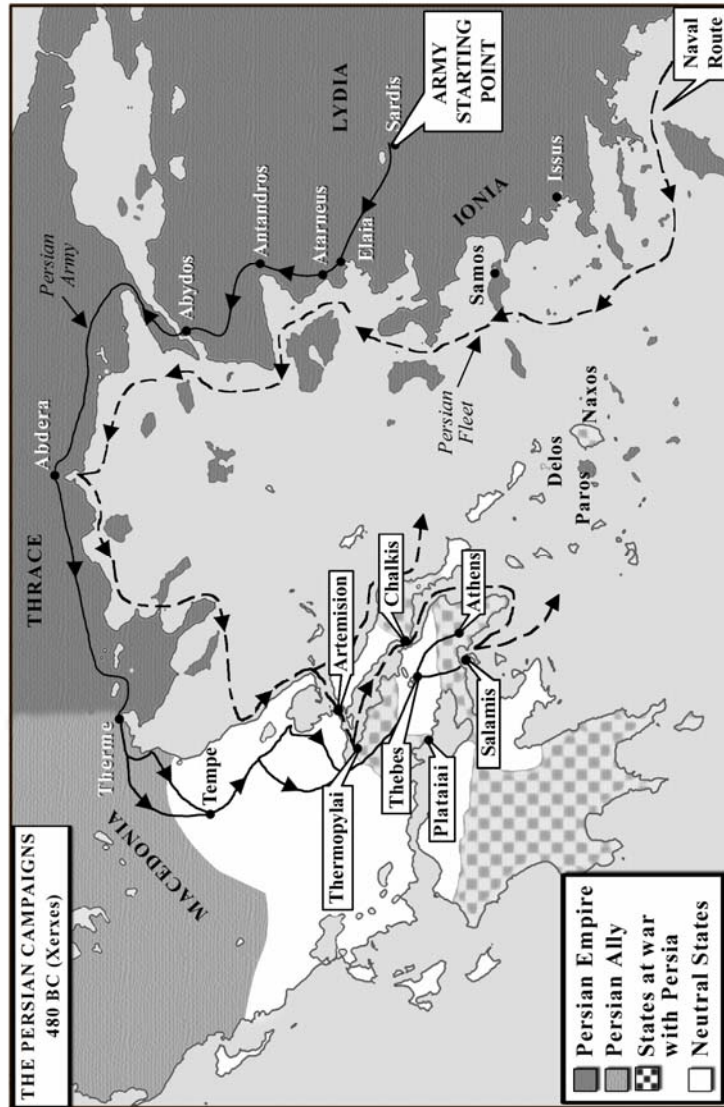 THE PERSIAN CAMPAIGNS
480 BC (Xerxes)
THRACE
Abdera
Persian
Army
MACEDONIA
Therme
Tempe
Abydos
Antandros
Atarneus
Elaia
LYDIA
Sardis
ARMY
STARTING
POINT
IONIA
Issus
Samos
Persian
Fleet
Naval
Route
Artemision
Thermopylai
Chalkis
Thebes
Athens
Plataiai
Salamis
Delos
Paros
Naxos
Persian Empire
Persian Ally
States at war
with Persia
Neutral States